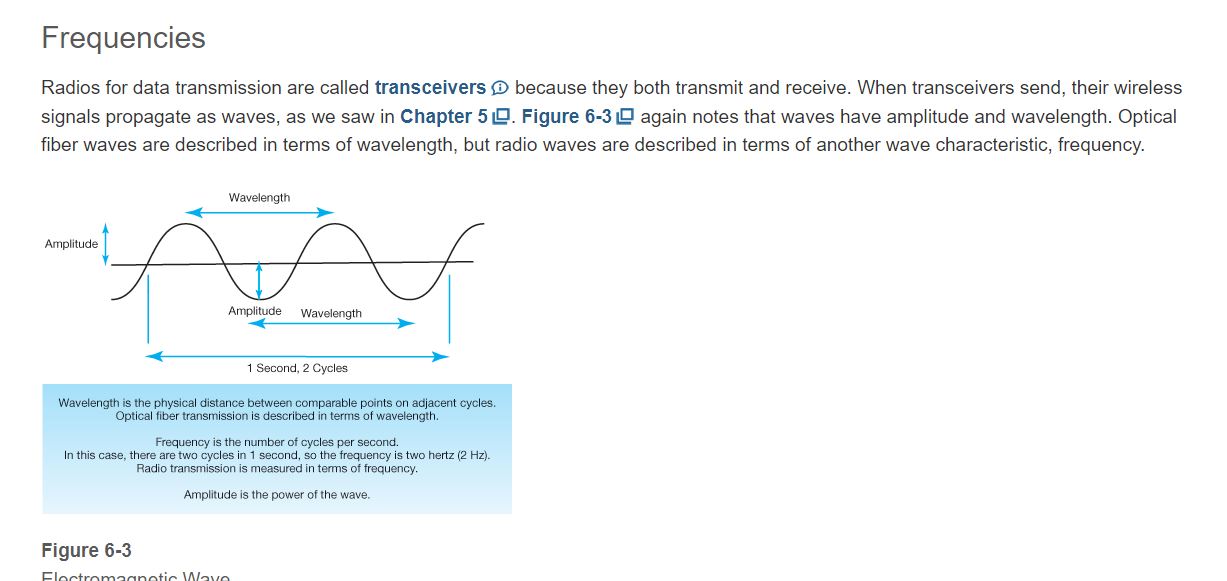 Frequencies
Radios for data transmission are called transceivers because they both transmit and receive. When transceivers send, their wireless
signals propagate as waves, as we saw in Chapter 5. Figure 6-3 again notes that waves have amplitude and wavelength. Optical
fiber waves are described in terms of wavelength, but radio waves are described in terms of another wave characteristic, frequency.
Wavelength
Amplitude
Amplitude
Wavelength
1 Second, 2 Cycles
Wavelength is the physical distance between comparable points on adjacent cycles.
Optical fiber transmission is described in terms of wavelength.
Frequency is the number of cycles per second.
In this case, there are two cycles in 1 second, so the frequency is two hertz (2 Hz).
Radio transmission is measured in terms of frequency.
Amplitude is the power of the wave.
Figure 6-3
Electromagnetic Wave